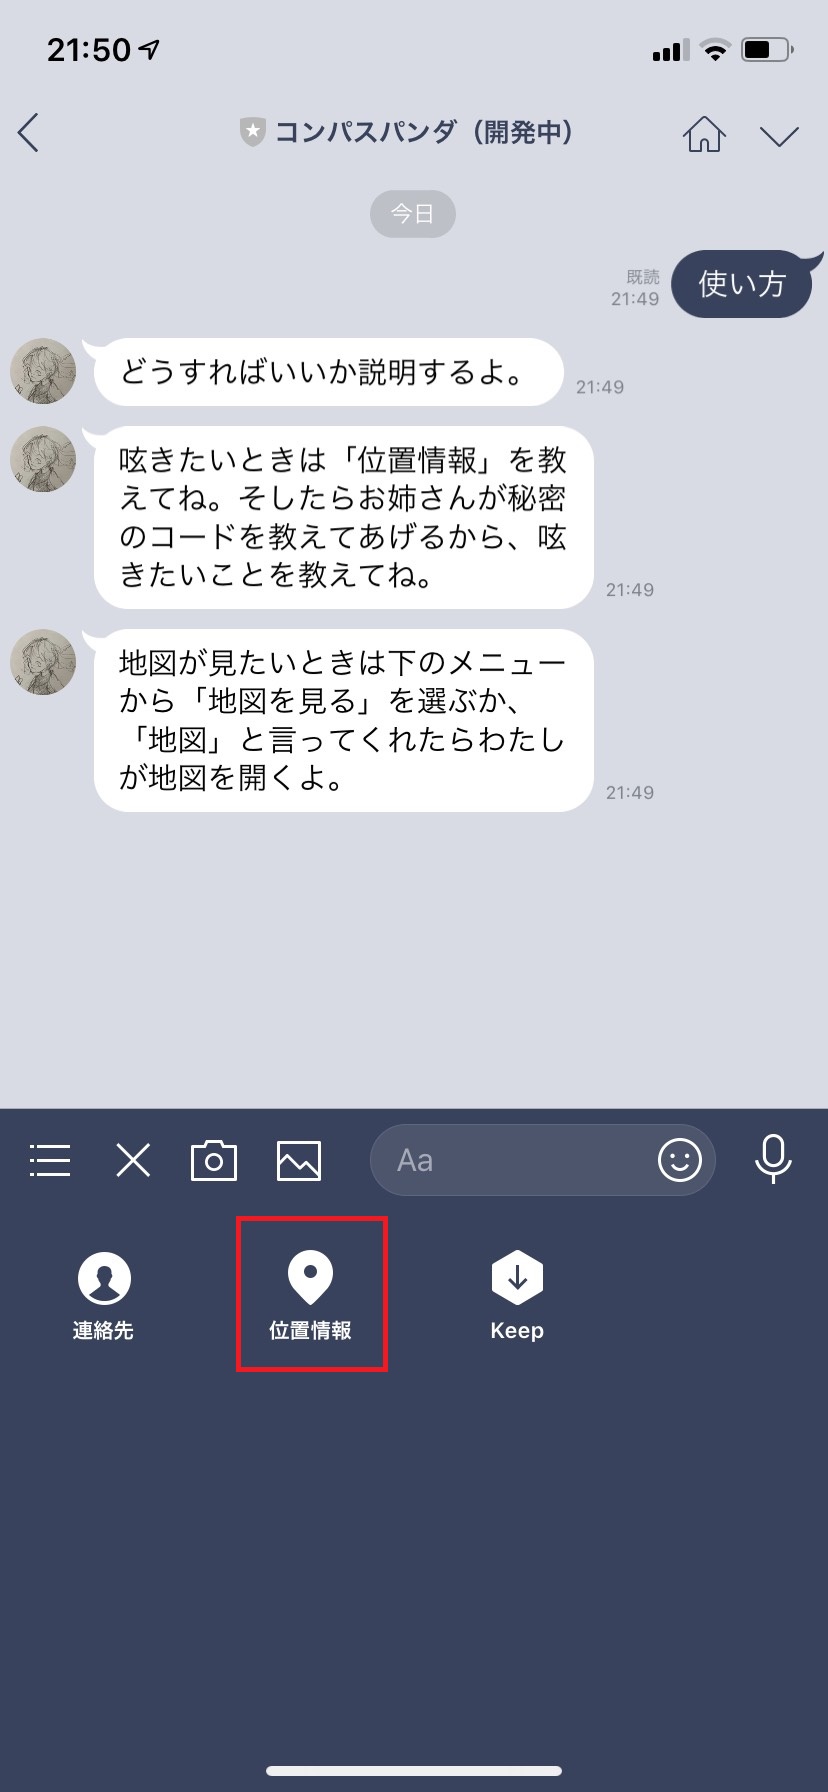 21:50
コンパスパンダ（開発中）
今日
既読
21:49
使い方
どうすればいいか説明するよ。
21:49
呟きたいときは「位置情報」を教
えてね。そしたらお姉さんが秘密
のコードを教えてあげるから、呟
きたいことを教えてね。
21:49
地図が見たいときは下のメニュー
から「地図を見る」を選ぶか、
「地図」と言ってくれたらわたし
が地図を開くよ。
21:49
Aa
連絡先
位置情報
Keep